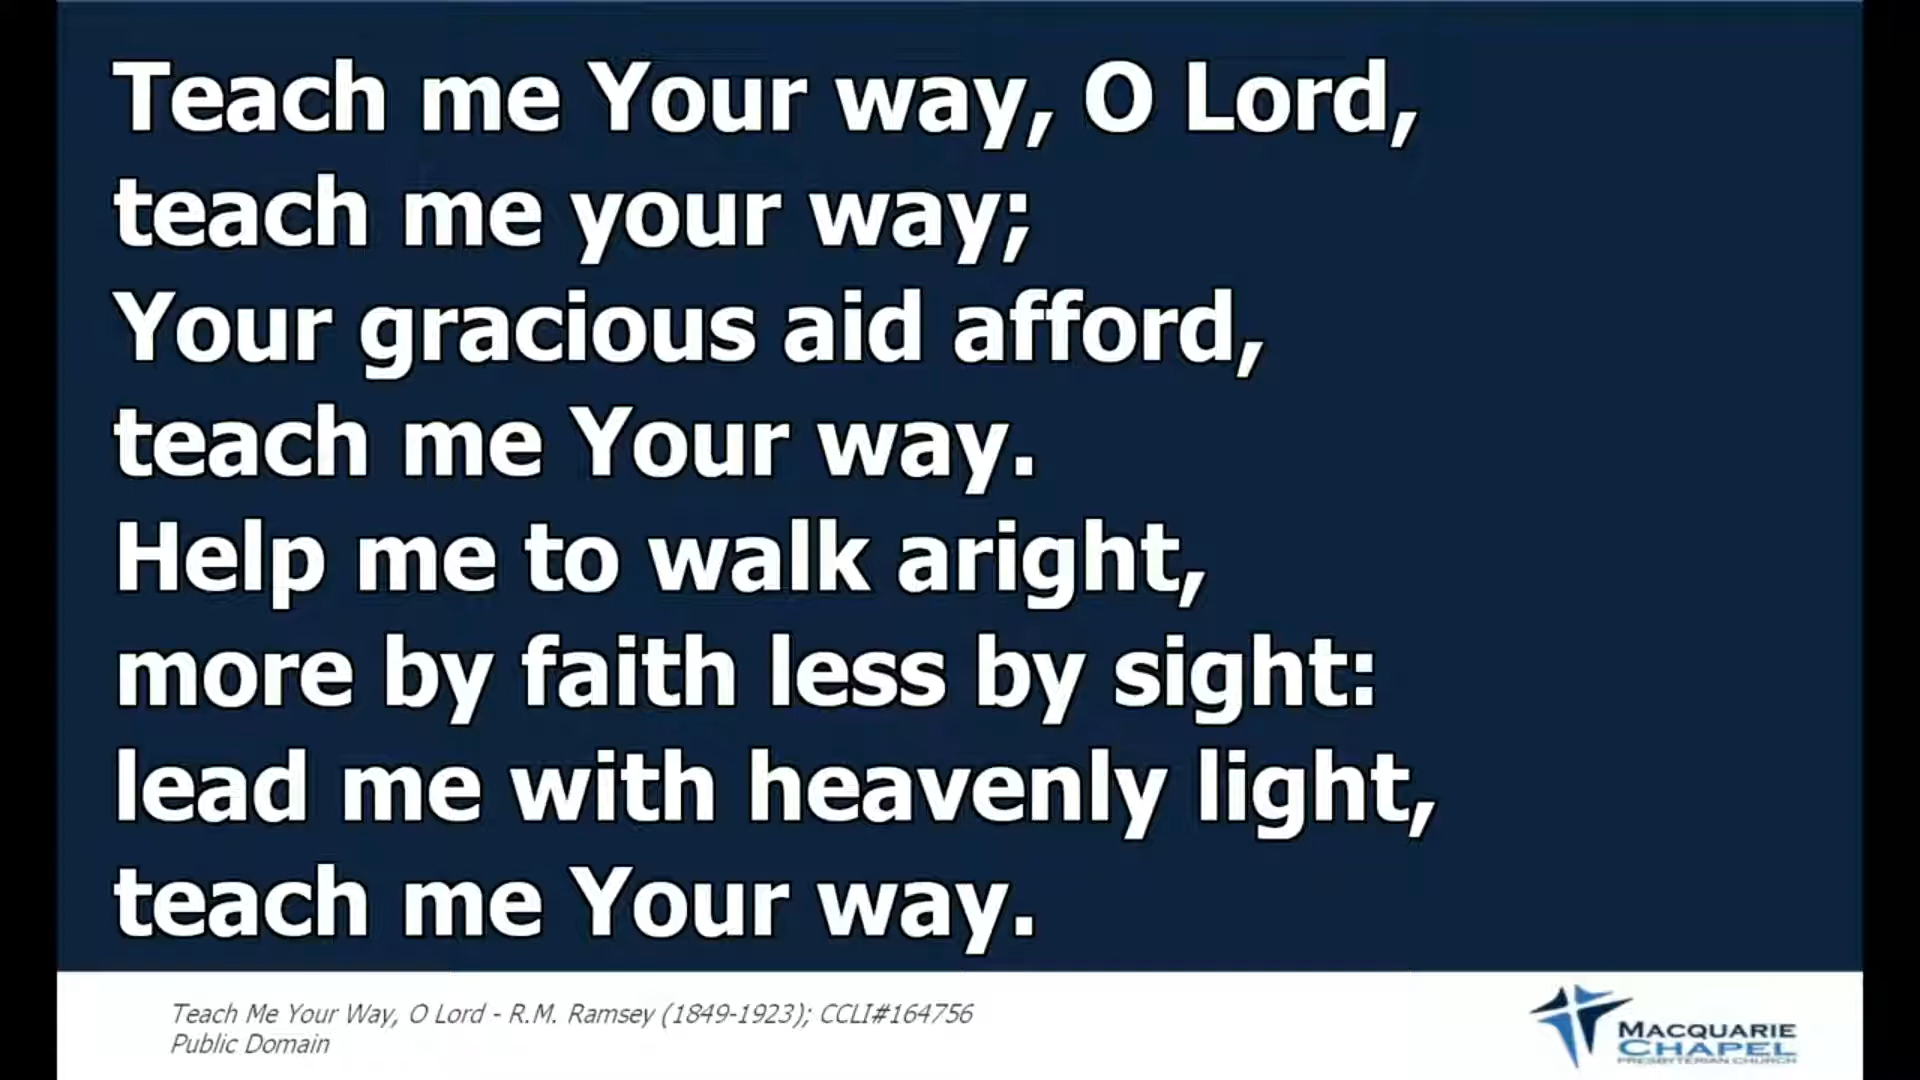 Teach me Your way, O Lord,
teach me your way;
Your gracious aid afford,
teach me Your way.
Help me to walk aright,
more by faith less by sight:
lead me with heavenly light,
teach me Your way.
Teach Me Your Way, O Lord - R.M. Ramsey (1849-1923); CCLI#164756
Public Domain
MACQUARIE
CHAPEL
PRESBYTERIAN CHURCH